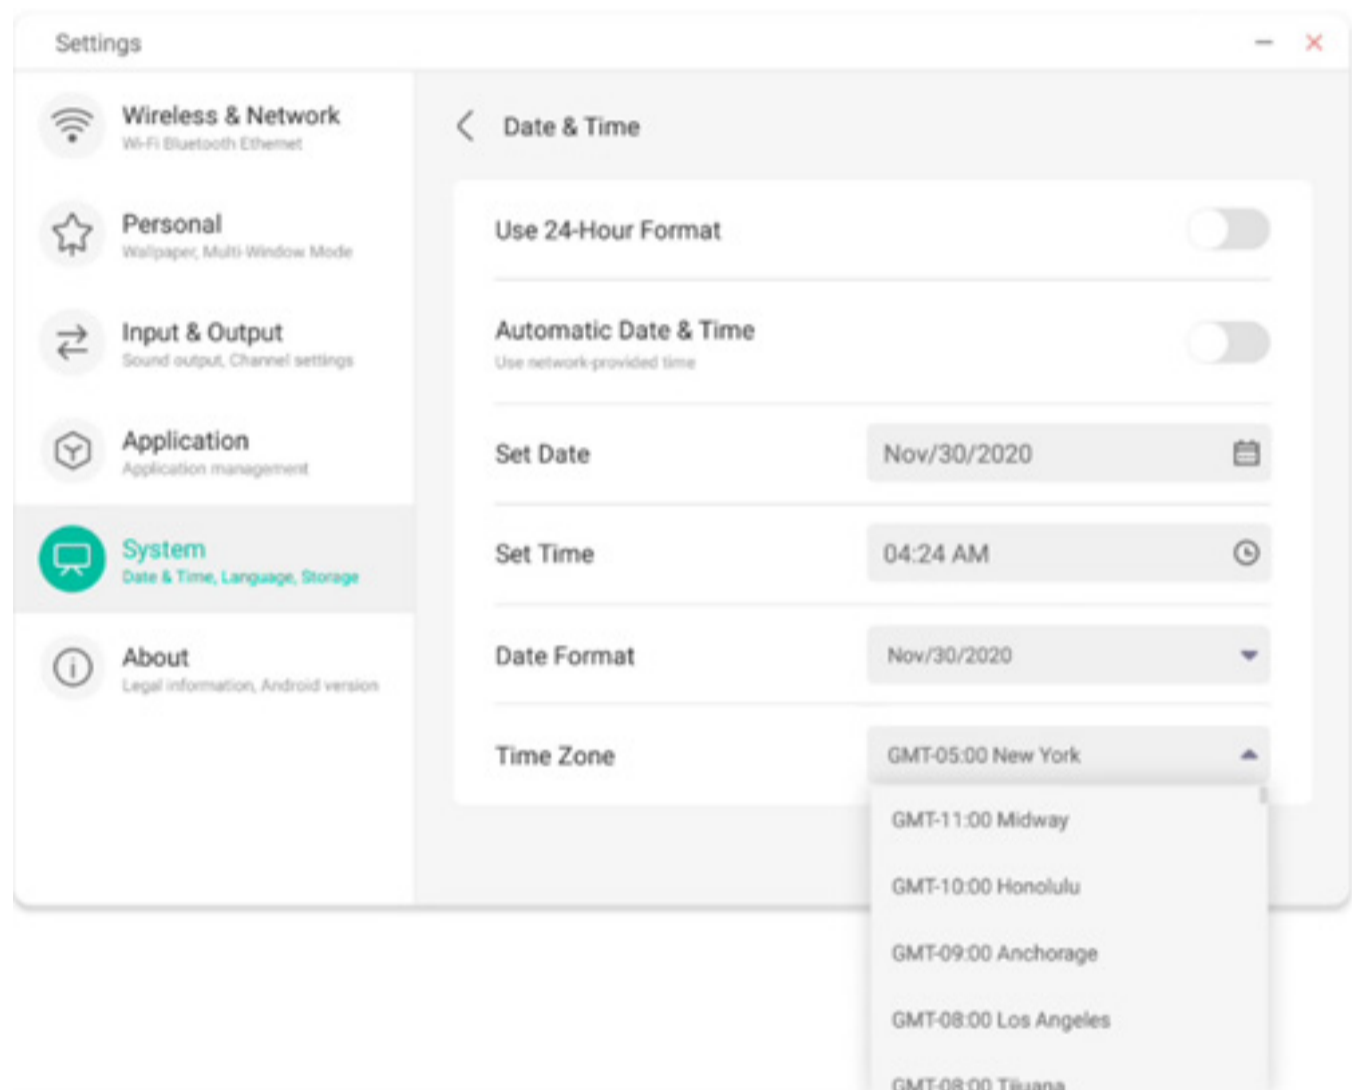 Settings
Wireless & Network
Wi-Fi Bluetooth Ethernet
Personal
Wallpaper, Multi-Window Mode
Input & Output
Sound output, Channel settings
Application
Application management
System
Date & Time, Language, Storage
About
Legal information, Android version
Date & Time
Use 24-Hour Format
Automatic Date & Time
Use network-provided time
Set Date
Nov/30/2020
Set Time
04:24 AM
Date Format
Nov/30/2020
Time Zone
GMT-05:00 New York
GMT-11:00 Midway
GMT-10:00 Honolulu
GMT-09:00 Anchorage
GMT-08:00 Los Angeles
GMT-08:00 Tijuana